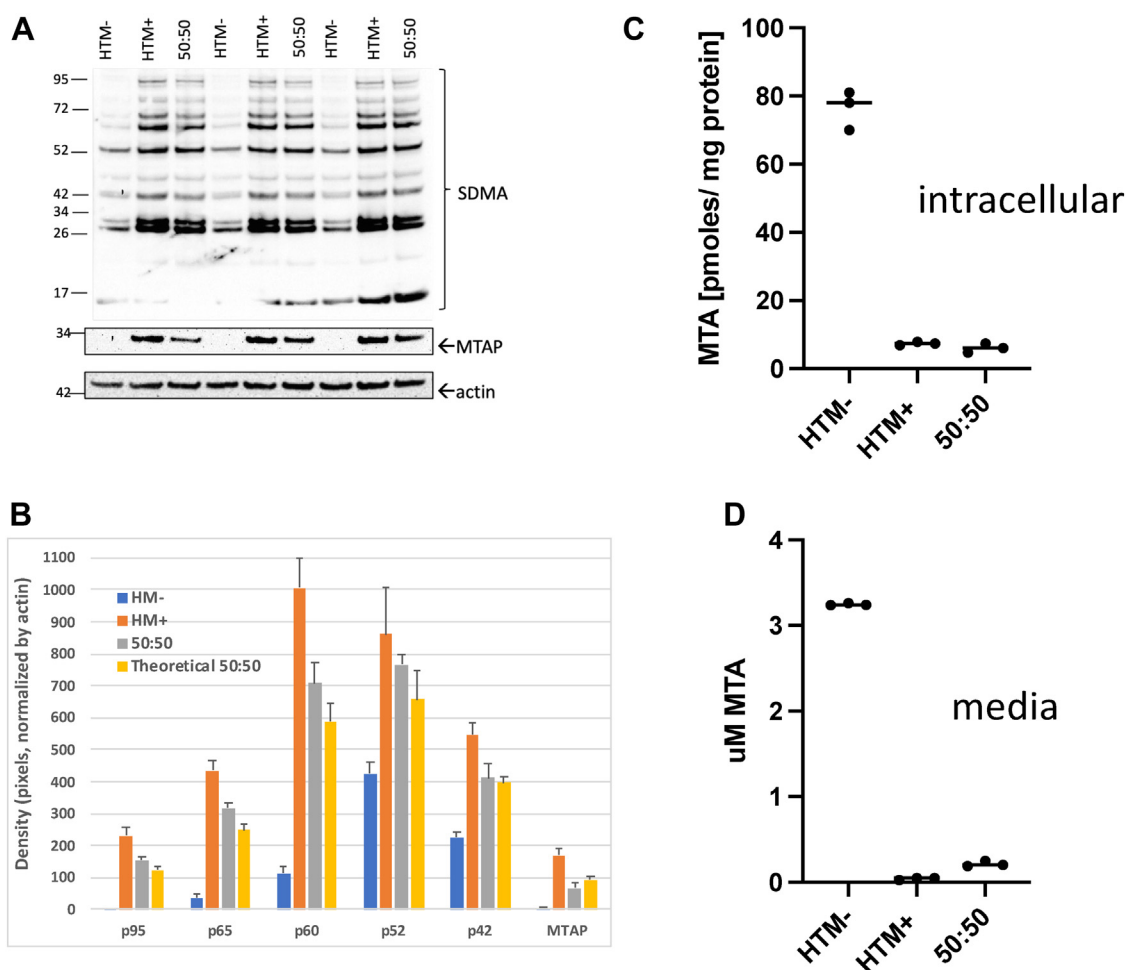 A
HTM- HTM+ 50:50 HTM- HTM+ 50:50 HTM- HTM+ 50:50
95
72
52
42
34
26
17
SDMA
34
←MTAP
42
←actin
B
Density (pixels, normalized by actin)
1100
1000
900
800
700
600
500
400
300
200
100
0
HM-
HM+
50:50
Theoretical 50:50
p95 p65 p60 p52 p42 MTAP
C
MTA [pmoles/ mg protein]
100
80
60
40
20
0
intracellular
HTM- HTM+ 50:50
D
uM MTA
4
3
2
1
0
media
HTM- HTM+ 50:50